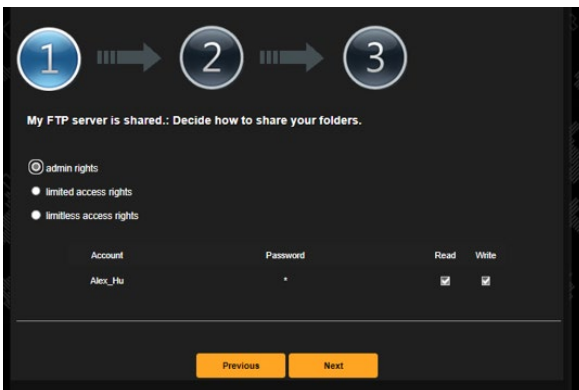 1 2 3
My FTP server is shared.: Decide how to share your folders.
admin rights
limited access rights
limitless access rights
Account Password Read Write
Alex_Hu *
Previous Next